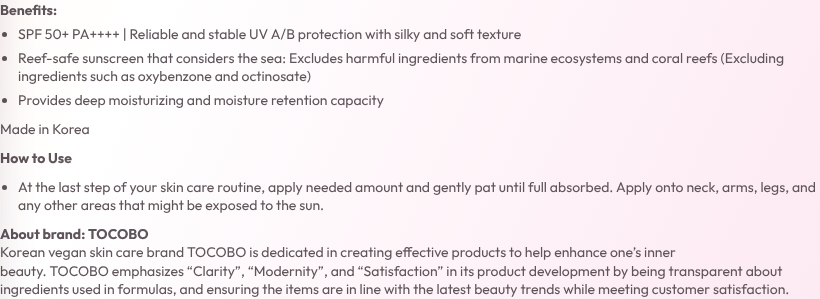 Benefits:
• SPF 50+ PA++++ | Reliable and stable UV A/B protection with silky and soft texture
• Reef-safe sunscreen that considers the sea: Excludes harmful ingredients from marine ecosystems and coral reefs (Excluding
ingredients such as oxybenzone and octinosate)
• Provides deep moisturizing and moisture retention capacity
Made in Korea
How to Use
• At the last step of your skin care routine, apply needed amount and gently pat until full absorbed. Apply onto neck, arms, legs, and
any other areas that might be exposed to the sun.
About brand: TOCOBO
Korean vegan skin care brand TOCOBO is dedicated in creating effective products to help enhance one’s inner
beauty. TOCOBO emphasizes “Clarity”, “Modernity”, and “Satisfaction” in its product development by being transparent about
ingredients used in formulas, and ensuring the items are in line with the latest beauty trends while meeting customer satisfaction.